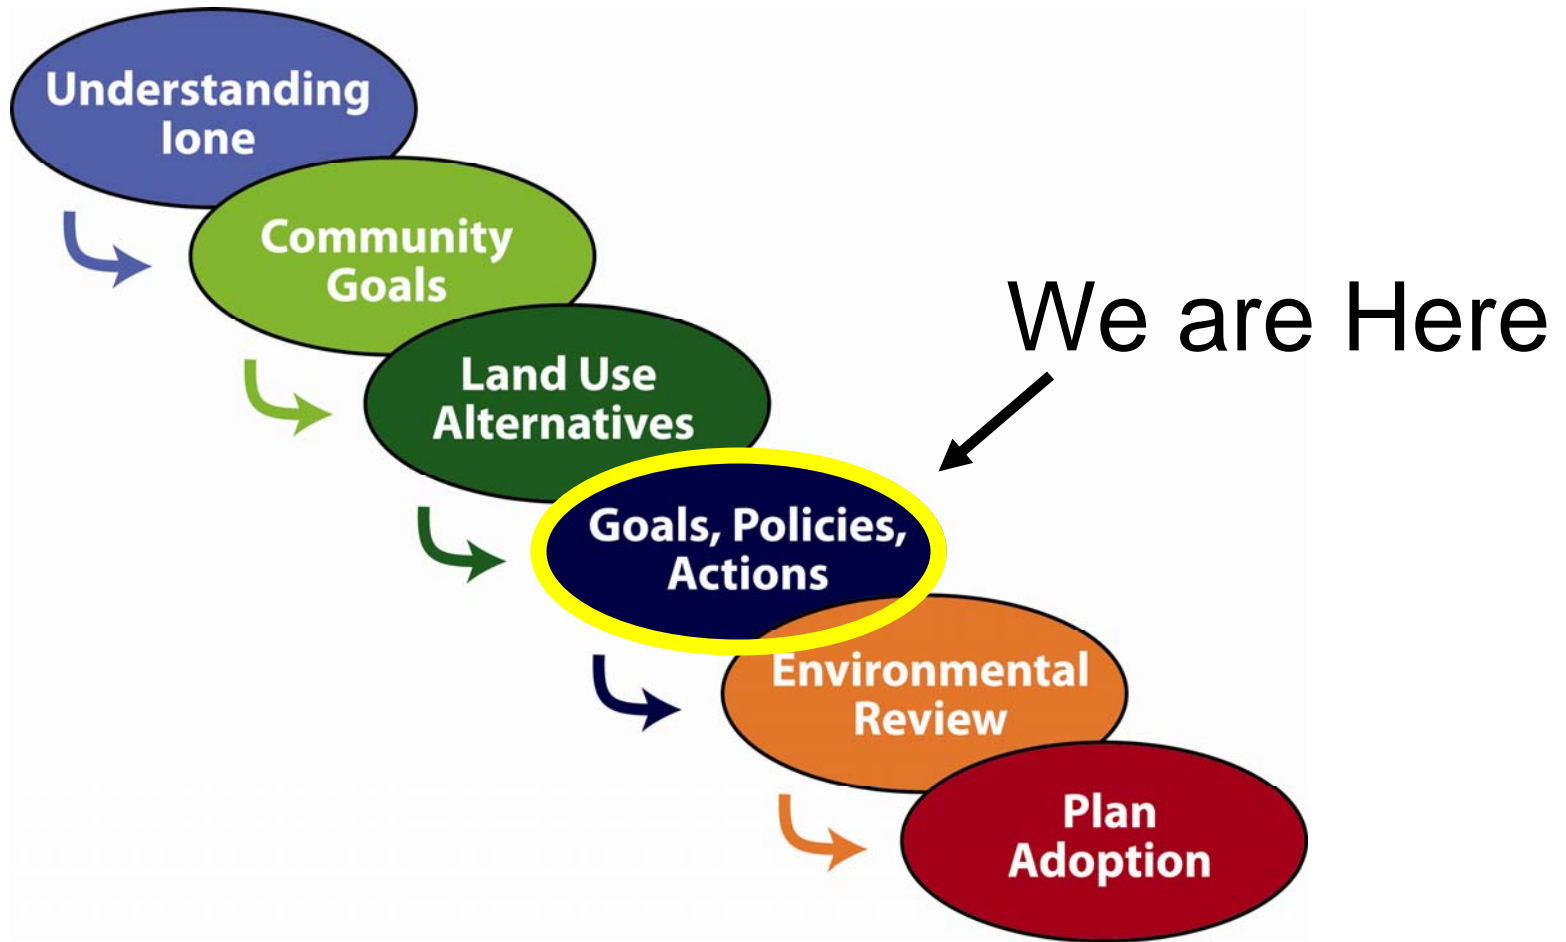 Understanding
Ione
Community
Goals
We are Here
Land Use
Alternatives
Goals, Policies,
Actions
Environmental
Review
Plan
Adoption